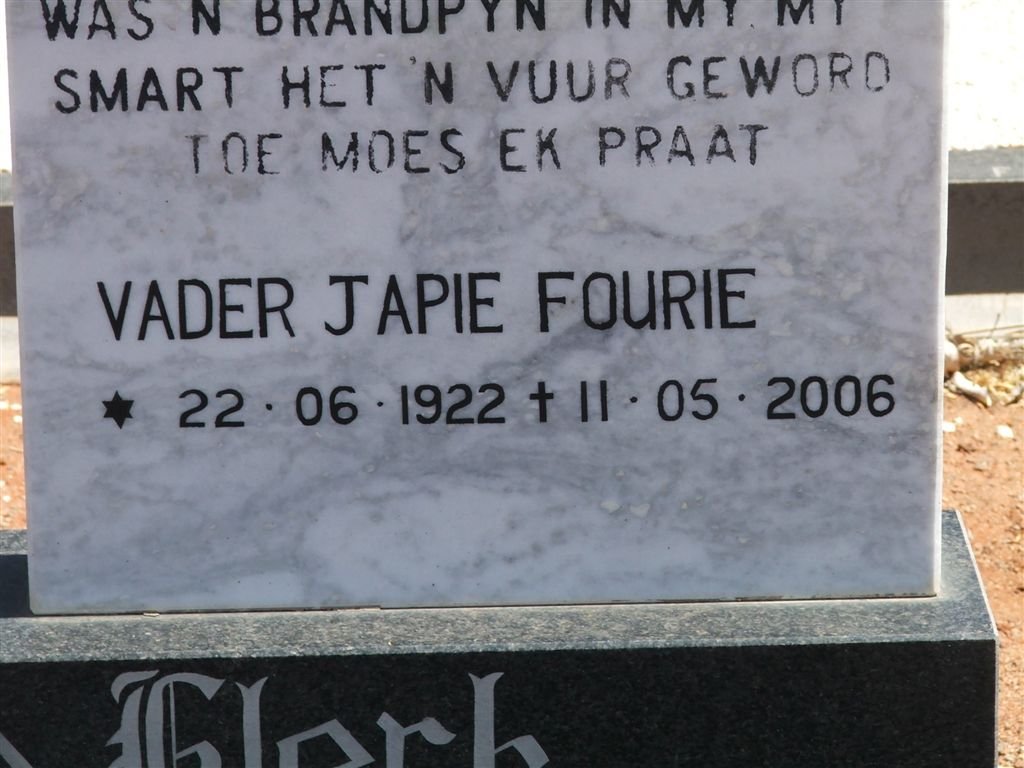 WAS 'N BRANDPYN IN MY. MY
SMART HET 'N VUUR GEWORD
TOE MOES EK PRAAT
VADER JAPIE FOURIE
✶ 22·06·1922 ✝ 11·05·2006
Clerk